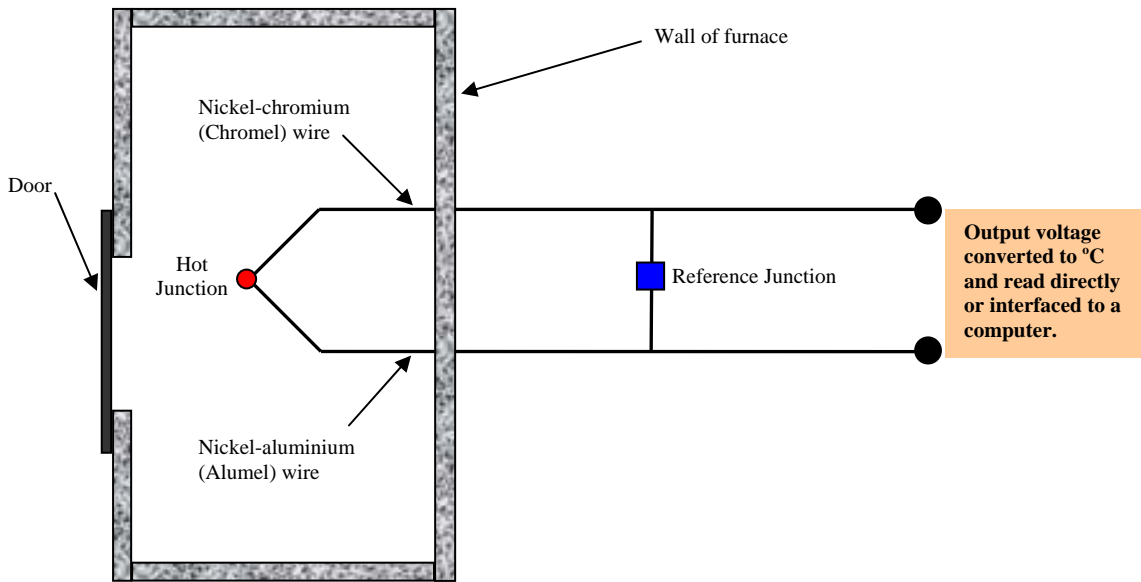 Wall of furnace
Nickel-chromium
(Chromel) wire
Door
Hot
Junction
Reference Junction
Output voltage
converted to ºC
and read directly
or interfaced to a
computer.
Nickel-aluminium
(Alumel) wire